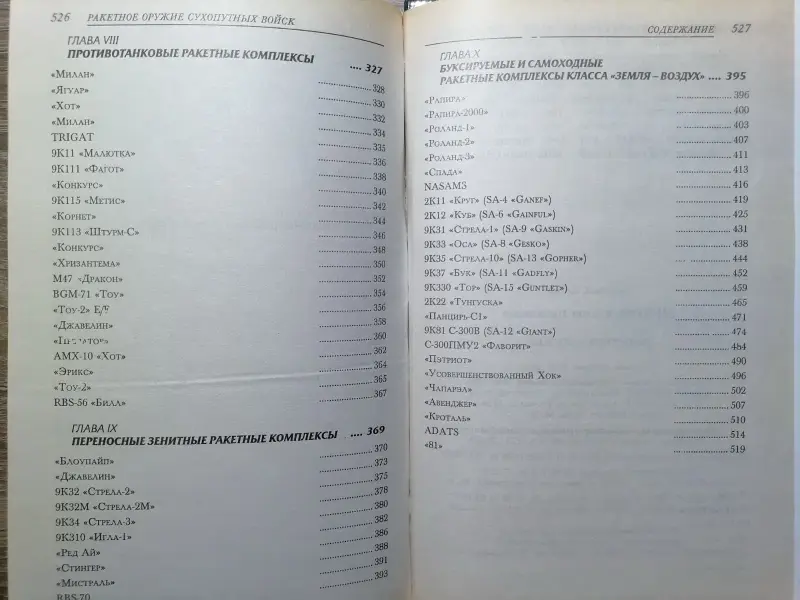 526 РАКЕТНОЕ ОРУЖИЕ СУХОПУТНЫХ ВОЙСК
ГЛАВА VIII
ПРОТИВОТАНКОВЫЕ РАКЕТНЫЕ КОМПЛЕКСЫ .... 327
«Милан» 328
«Ягуар» 330
«Хот» 332
«Милан» 334
TRIGAT 335
9К11 «Малютка» 336
9К111 «Фагот» 338
«Конкурс» 340
9К115 «Метис» 342
«Корнет» 344
9К113 «Штурм-С» 346
«Конкурс» 348
«Хризантема» 350
М47 «Дракон» 352
BGM-71 «Тоу» 354
«Тоу-2» E/F 356
«Джавелин» 358
360
AMX-10 «Хот» 362
«Эрикс» 364
«Тоу-2» 365
RBS-56 «Билл» 367
ГЛАВА IX
ПЕРЕНОСНЫЕ ЗЕНИТНЫЕ РАКЕТНЫЕ КОМПЛЕКСЫ .... 369
«Блоупайп» 370
«Джавелин» 373
9К32 «Стрела-2» 375
9К32М «Стрела-2М» 378
9К34 «Стрела-3» 380
9К310 «Игла-1» 382
«Ред Ай» 386
«Стингер» 388
«Мистраль» 391
RBS-70 393
СОДЕРЖАНИЕ 527
ГЛАВА X
БУКСИРУЕМЫЕ И САМОХОДНЫЕ
РАКЕТНЫЕ КОМПЛЕКСЫ КЛАССА «ЗЕМЛЯ – ВОЗДУХ» .... 395
«Рапира» 396
«Рапира-2000» 400
«Роланд-1» 403
«Роланд-2» 407
«Роланд-3» 411
«Спада» 413
NASAMS 416
2К11 «Круг» (SA-4 «Ganef») 419
2К12 «Куб» (SA-6 «Gainful») 425
9К31 «Стрела-1» (SA-9 «Gaskin») 431
9К33 «Оса» (SA-8 «Gesko») 438
9К35 «Стрела-10» (SA-13 «Gopher») 444
9К37 «Бук» (SA-11 «Gadfly») 452
9К330 «Тор» (SA-15 «Guntlet») 459
2К22 «Тунгуска» 465
«Панцирь-С1» 471
9К81 С-300В (SA-12 «Giant») 474
С-300ПМУ2 «Фаворит» 484
«Пэтриот» 490
«Усовершенствованный Хок» 496
«Чапарэл» 502
«Авенджер» 507
«Кроталь» 510
ADATS 514
«81» 519